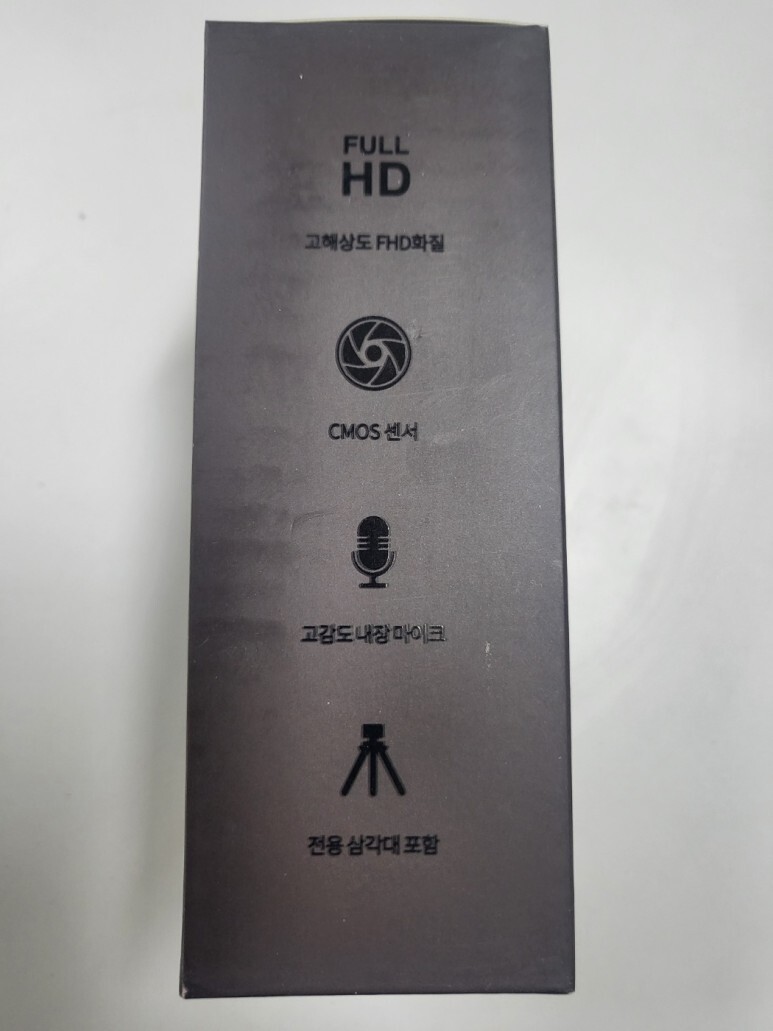 FULL
HD
고해상도 FHD화질
CMOS 센서
고감도 내장 마이크
전용 삼각대 포함